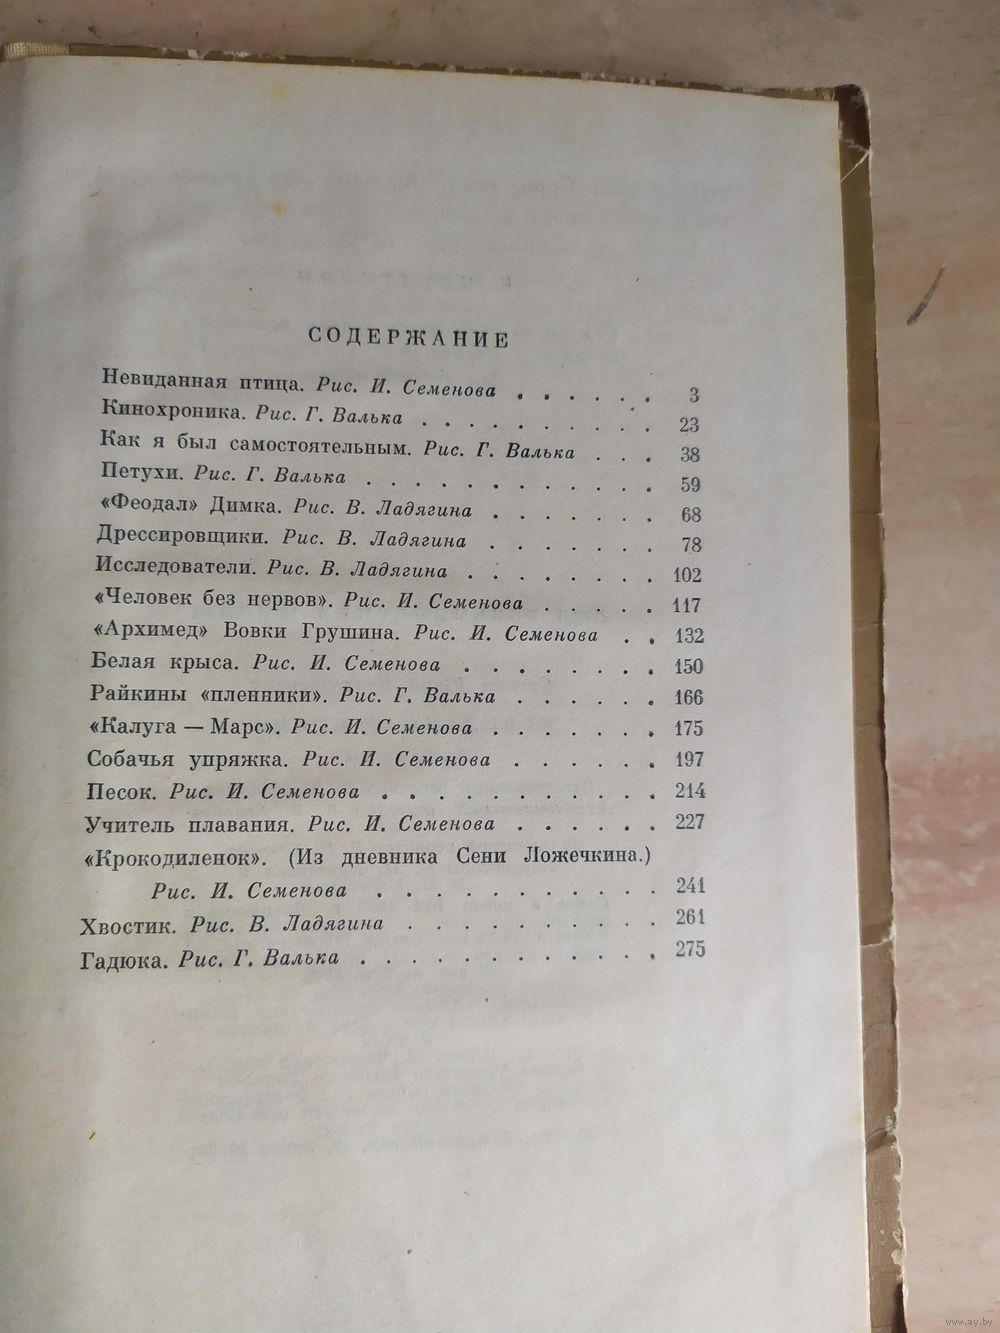 СОДЕРЖАНИЕ
Невиданная птица. Рис. И. Семенова . . . . . . 3
Кинохроника. Рис. Г. Валька . . . . . . . . . . 23
Как я был самостоятельным. Рис. Г. Валька . . . 38
Петухи. Рис. Г. Валька . . . . . . . . . . . . 59
«Феодал» Димка. Рис. В. Ладягина . . . . . . . 68
Дрессировщики. Рис. В. Ладягина . . . . . . . 78
Исследователи. Рис. В. Ладягина . . . . . . . . 102
«Человек без нервов». Рис. И. Семенова . . . . . 117
«Архимед» Вовки Грушина. Рис. И. Семенова . . 132
Белая крыса. Рис. И. Семенова . . . . . . . . 150
Райкины «пленники». Рис. Г. Валька . . . . . . 166
«Калуга — Марс». Рис. И. Семенова . . . . . . . 175
Собачья упряжка. Рис. И. Семенова . . . . . . 197
Песок. Рис. И. Семенова . . . . . . . . . . . 214
Учитель плавания. Рис. И. Семенова . . . . . . 227
«Крокодиленок». (Из дневника Сени Ложечкина.)
Рис. И. Семенова . . . . . . . . . . . 241
Хвостик. Рис. В. Ладягина . . . . . . . . . . 261
Гадюка. Рис. Г. Валька . . . . . . . . . . . . 275
www.ay.by